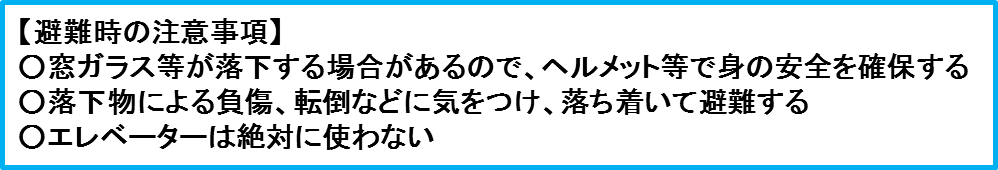 【避難時の注意事項】
○窓ガラス等が落下する場合があるので、ヘルメット等で身の安全を確保する
○落下物による負傷、転倒などに気をつけ、落ち着いて避難する
○エレベーターは絶対に使わない